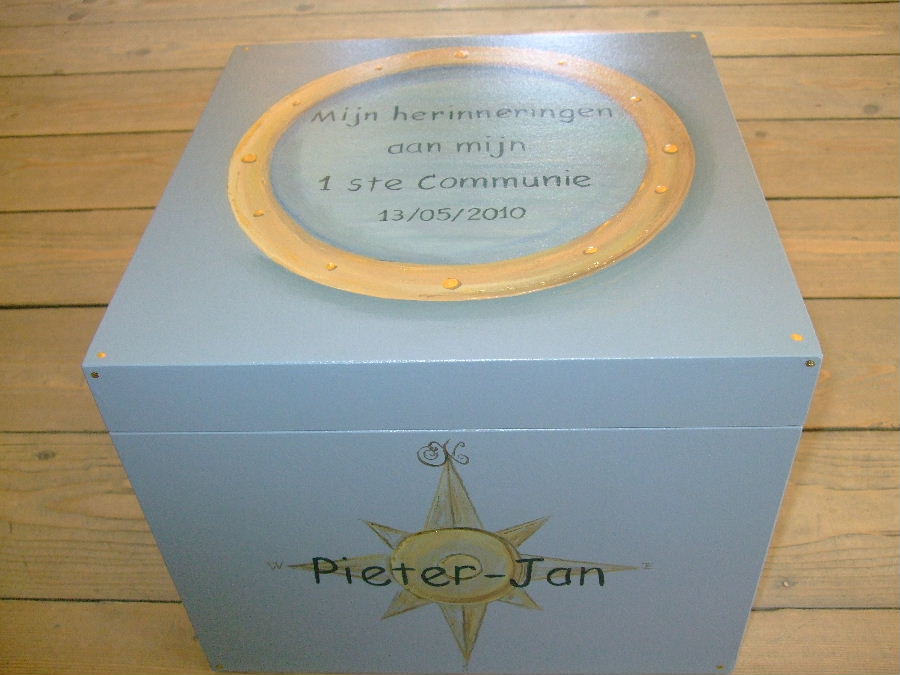 Mijn herinneringen
aan mijn
1 ste Communie
13/05/2010
N
W Pieter-Jan E